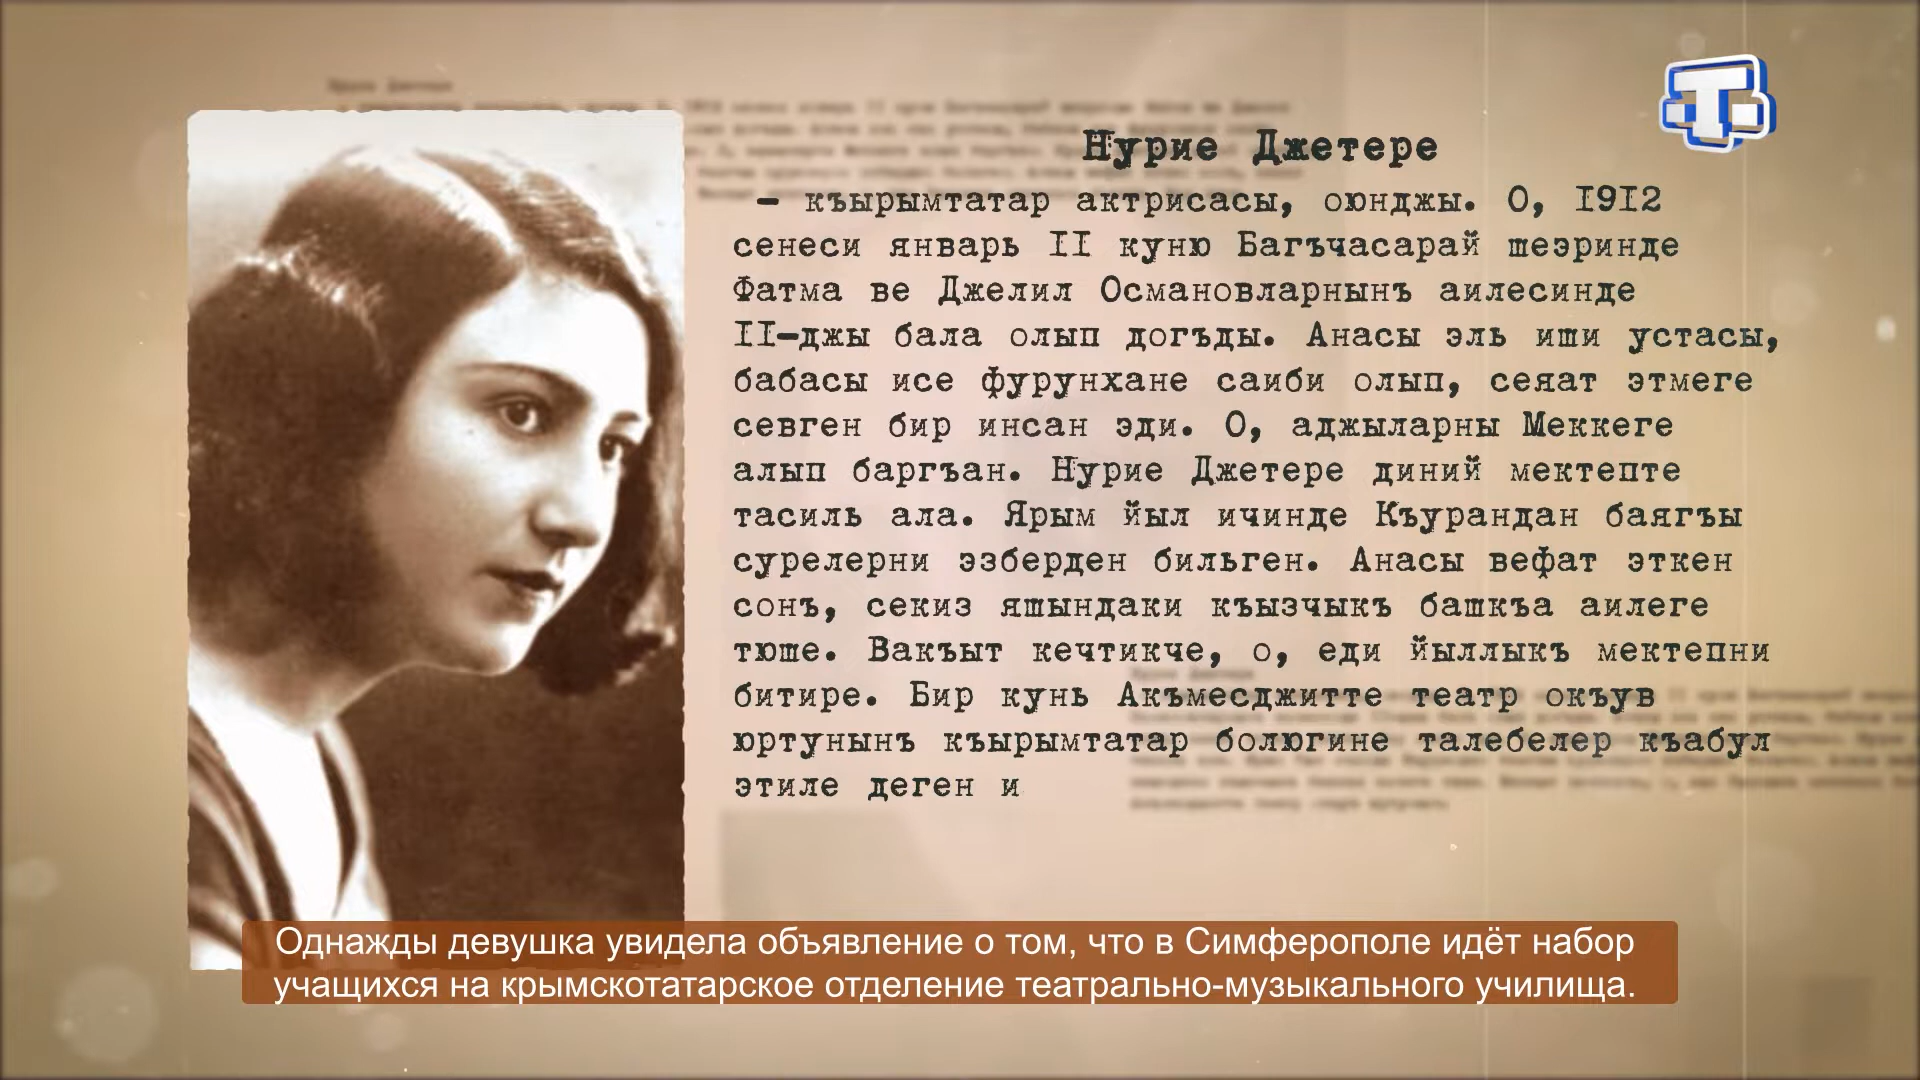 Нурие Джетере
- къырымтатар актрисасы, оюнджы. О, 1912
сенеси январь II куню Багъчасарай шеэринде
Фатма ве Джелил Османовларнынъ аилесинде
II-джы бала олып догъды. Анасы эль иши устасы,
бабасы исе фурунхане саиби олып, сеяат этмеге
севген бир инсан эди. О, аджыларны Меккеге
алып баргъан. Нурие Джетере диний мектепте
тасиль ала. Ярым йыл ичинде Къурандан баягъы
сурелерни эзберден бильген. Анасы вефат эткен
сонъ, секиз яшындаки къызчыкъ башкъа аилеге
тюше. Вакъыт кечтикче, о, еди йыллыкъ мектепни
битире. Бир кунь Акъмесджитте театр окъув
юртунынъ къырымтатар болюгине талебелер къабул
этиле деген и
Однажды девушка увидела объявление о том, что в Симферополе идёт набор
учащихся на крымскотатарское отделение театрально-музыкального училища.